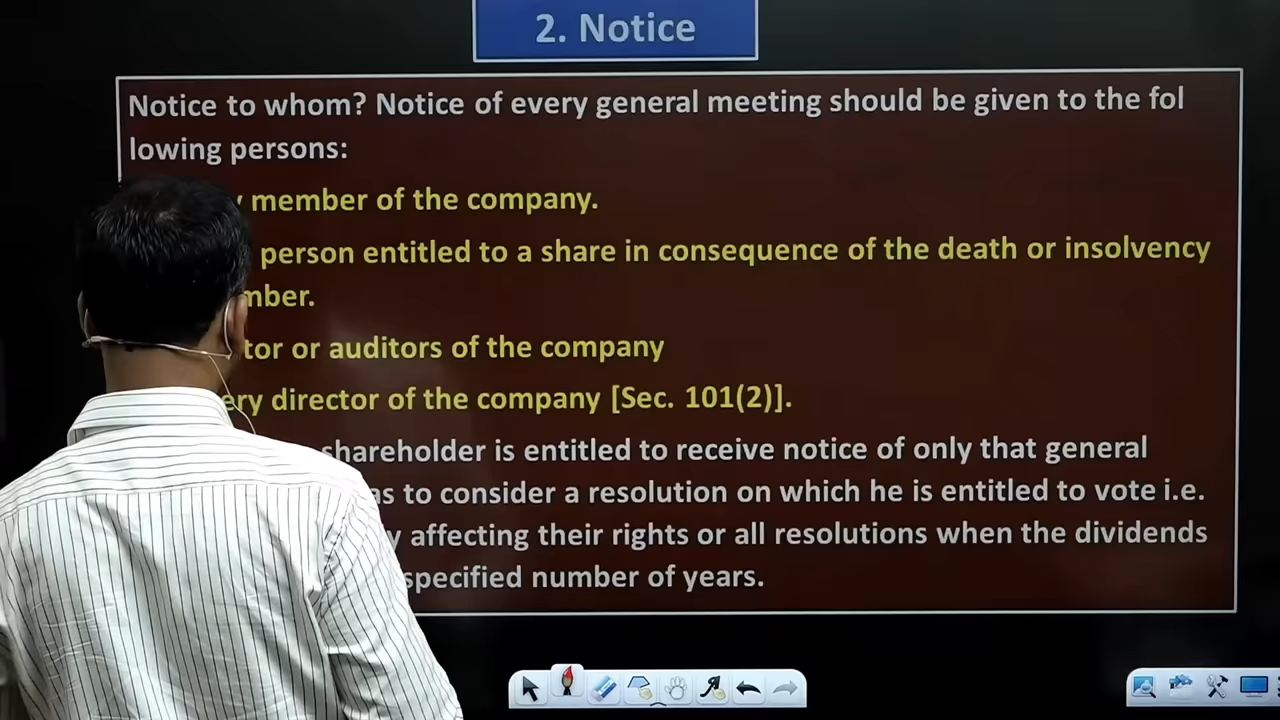 2. Notice
Notice to whom? Notice of every general meeting should be given to the fol
lowing persons:
member of the company.
person entitled to a share in consequence of the death or insolvency
mber.
tor or auditors of the company
ery director of the company [Sec. 101(2)].
shareholder is entitled to receive notice of only that general
as to consider a resolution on which he is entitled to vote i.e.
affecting their rights or all resolutions when the dividends
specified number of years.